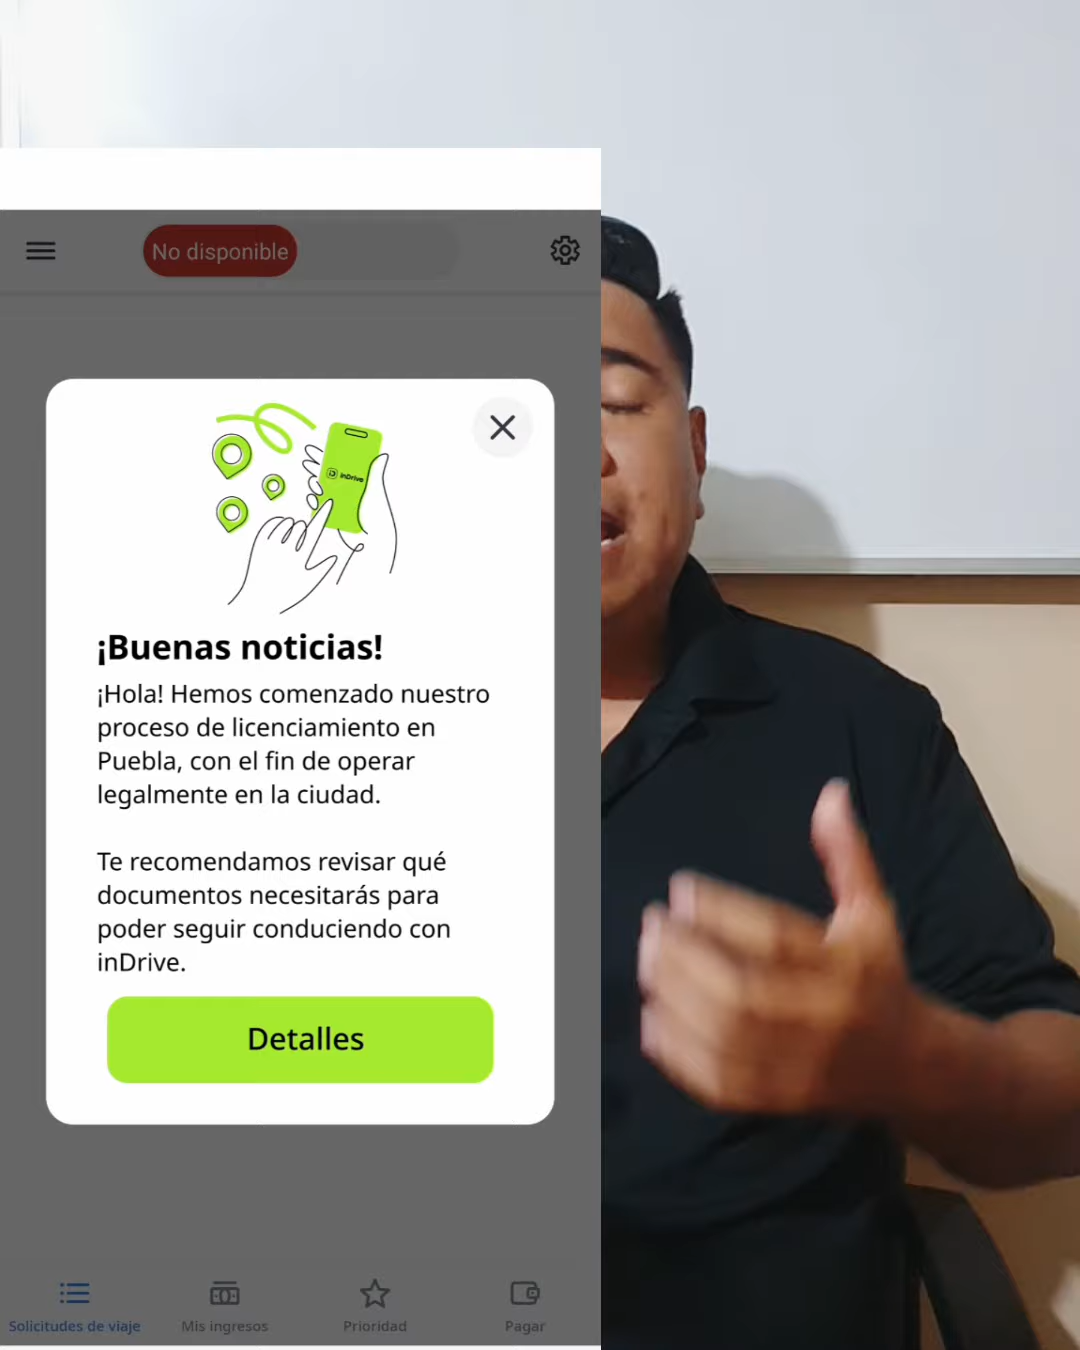 No disponible
inDrive
¡Buenas noticias!
¡Hola! Hemos comenzado nuestro
proceso de licenciamiento en
Puebla, con el fin de operar
legalmente en la ciudad.
Te recomendamos revisar qué
documentos necesitarás para
poder seguir conduciendo con
inDrive.
Detalles
Solicitudes de viaje
Mis ingresos
Prioridad
Pagar